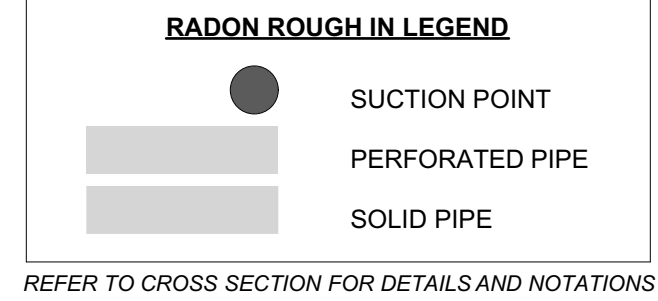 RADON ROUGH IN LEGEND
SUCTION POINT
PERFORATED PIPE
SOLID PIPE
REFER TO CROSS SECTION FOR DETAILS AND NOTATIONS